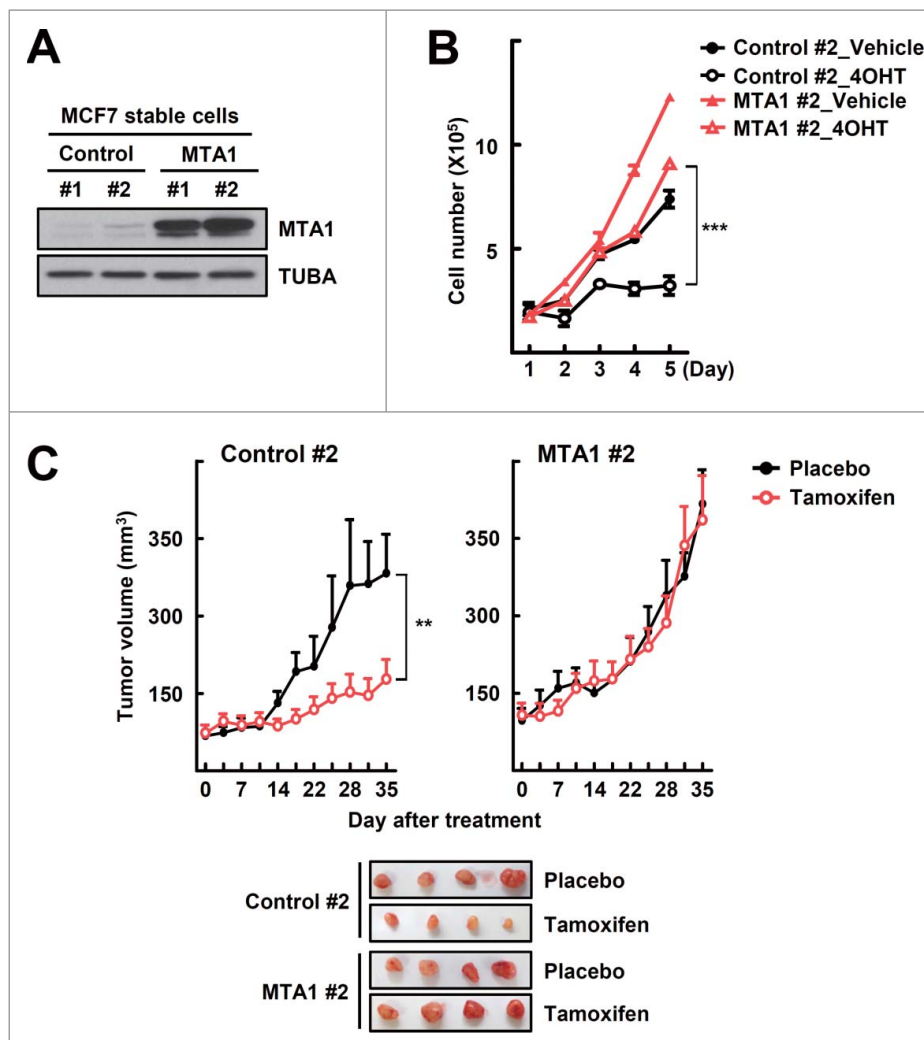 A
MCF7 stable cells
Control MTA1
#1 #2 #1 #2
MTA1
TUBA
B
Control #2_Vehicle
Control #2_4OHT
MTA1 #2_Vehicle
MTA1 #2_4OHT
Cell number (X10⁵)
10
5
***
1 2 3 4 5 (Day)
C
Control #2
MTA1 #2
Placebo
Tamoxifen
Tumor volume (mm³)
350
300
150
**
0 7 14 22 28 35
350
300
150
0 7 14 22 28 35
Day after treatment
Control #2
Placebo
Tamoxifen
MTA1 #2
Placebo
Tamoxifen